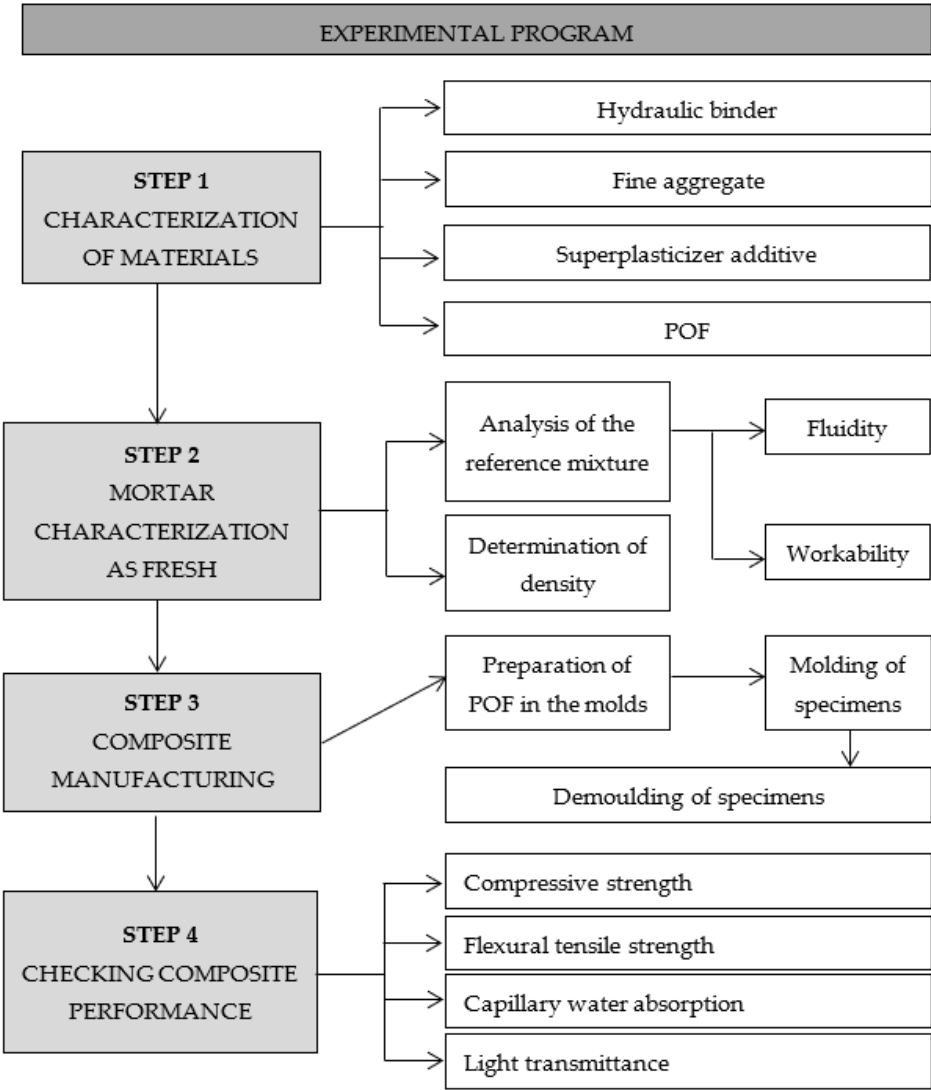 EXPERIMENTAL PROGRAM
STEP 1
CHARACTERIZATION
OF MATERIALS
Hydraulic binder
Fine aggregate
Superplasticizer additive
POF
STEP 2
MORTAR
CHARACTERIZATION
AS FRESH
Analysis of the
reference mixture
Fluidity
Workability
Determination of
density
STEP 3
COMPOSITE
MANUFACTURING
Preparation of
POF in the molds
Molding of
specimens
Demoulding of specimens
STEP 4
CHECKING COMPOSITE
PERFORMANCE
Compressive strength
Flexural tensile strength
Capillary water absorption
Light transmittance